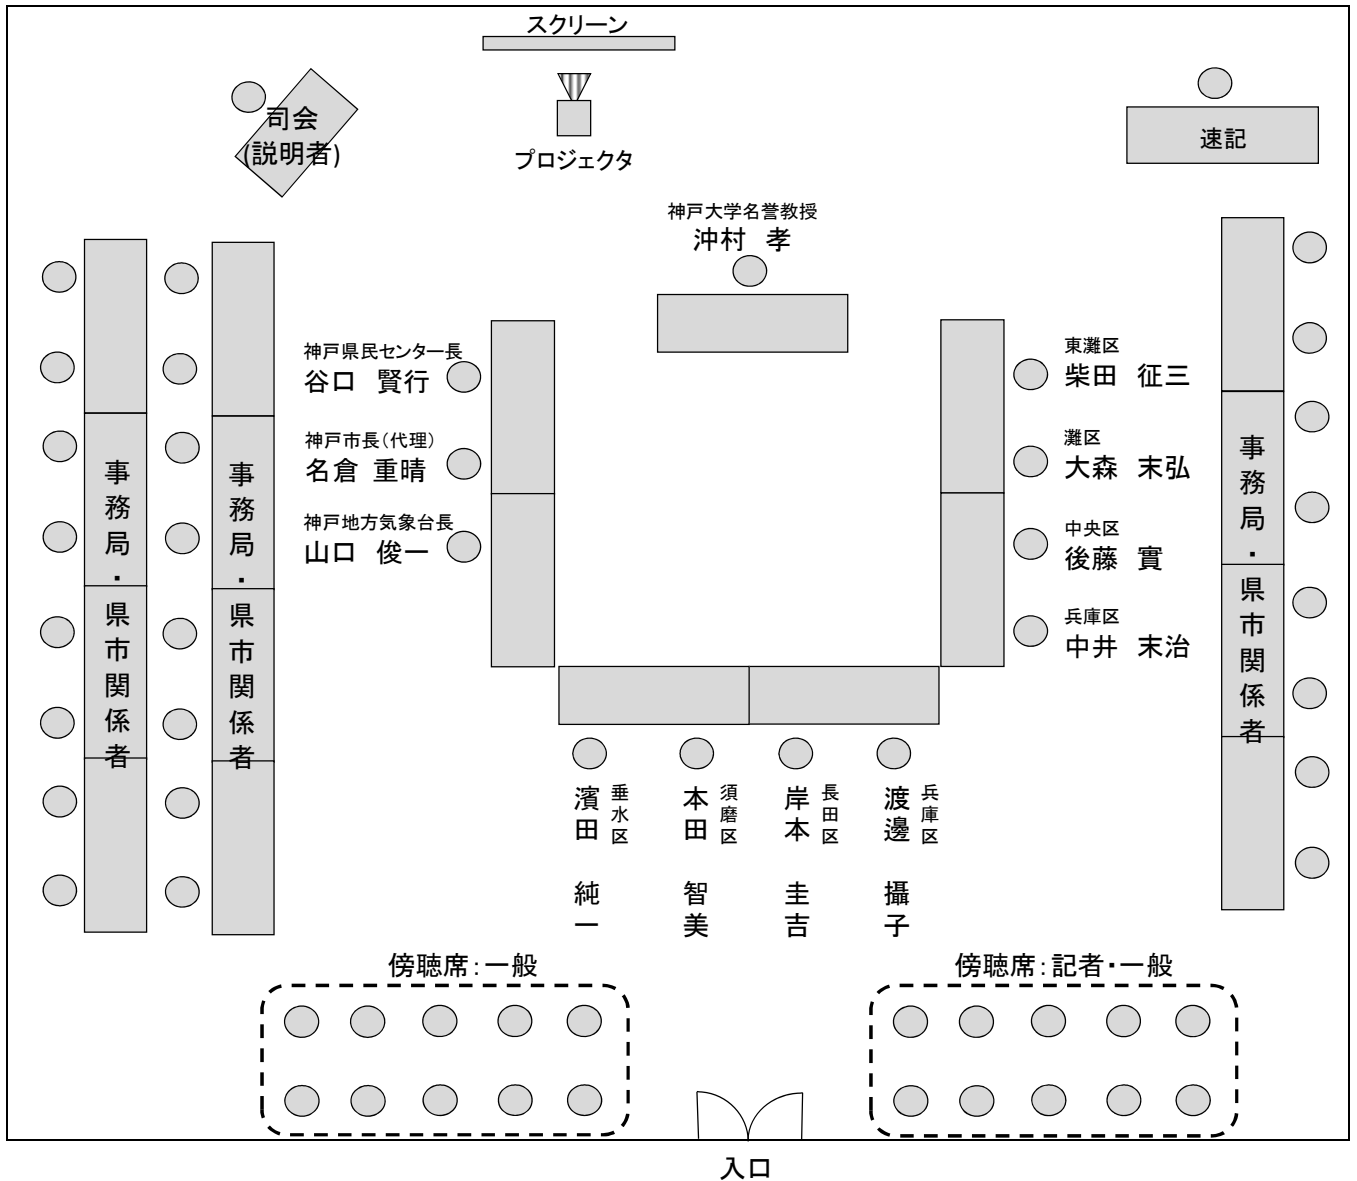 スクリーン
司会
(説明者)
プロジェクタ
速記
神戸大学名誉教授
沖村 孝
神戸県民センター長
谷口 賢行
神戸市長(代理)
名倉 重晴
神戸地方気象台長
山口 俊一
東灘区
柴田 征三
灘区
大森 末弘
中央区
後藤 實
兵庫区
中井 末治
事務局・県市関係者
事務局・県市関係者
事務局・県市関係者
垂水区
濱田 純一
須磨区
本田 智美
長田区
岸本 圭吉
兵庫区
渡邊 攝子
傍聴席:一般
傍聴席:記者・一般
入口